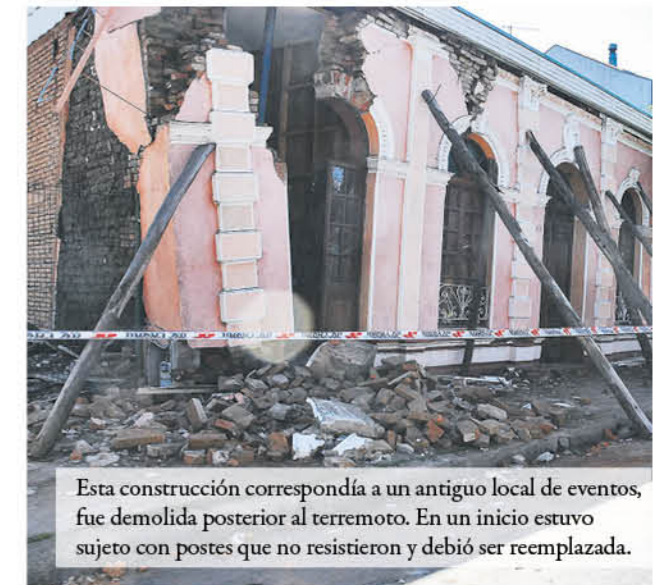 Esta construcción correspondía a un antiguo local de eventos,
fue demolida posterior al terremoto. En un inicio estuvo
sujeto con postes que no resistieron y debió ser reemplazada.